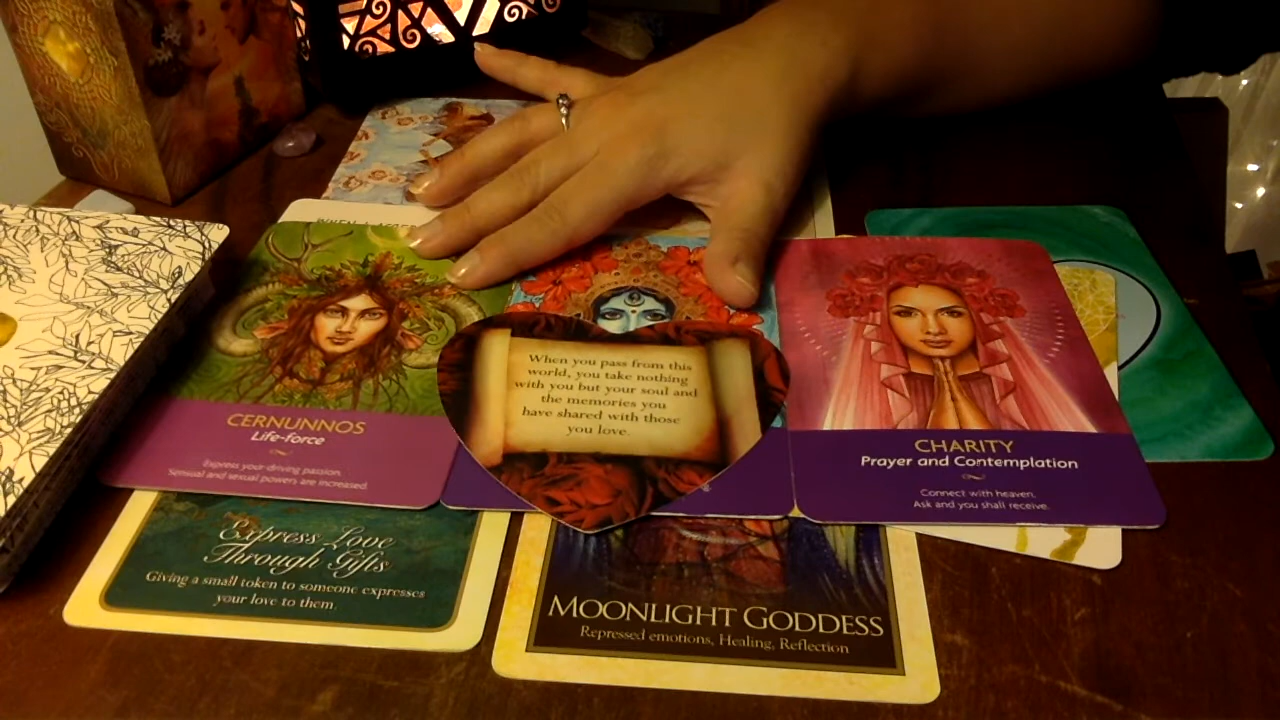 CERNUNNOS
Life-force
Express your driving passion.
Sensual and sexual powers are increased.
When you pass from this
world, you take nothing
with you but your soul and
the memories you
have shared with those
you love.
CHARITY
Prayer and Contemplation
Connect with heaven.
Ask and you shall receive.
Express Love
Through Gifts
Giving a small token to someone expresses
your love to them.
MOONLIGHT GODDESS
Repressed emotions, Healing, Reflection